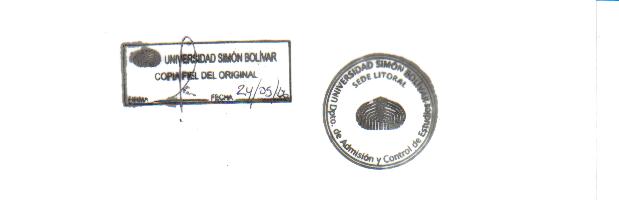 UNIVERSIDAD SIMÓN BOLÍVAR
COPIA FIEL DEL ORIGINAL
FIRMA FECHA 24/05/
UNIVERSIDAD SIMÓN BOLÍVAR
SEDE LITORAL
Dpto. de Admisión y Control de Estudios